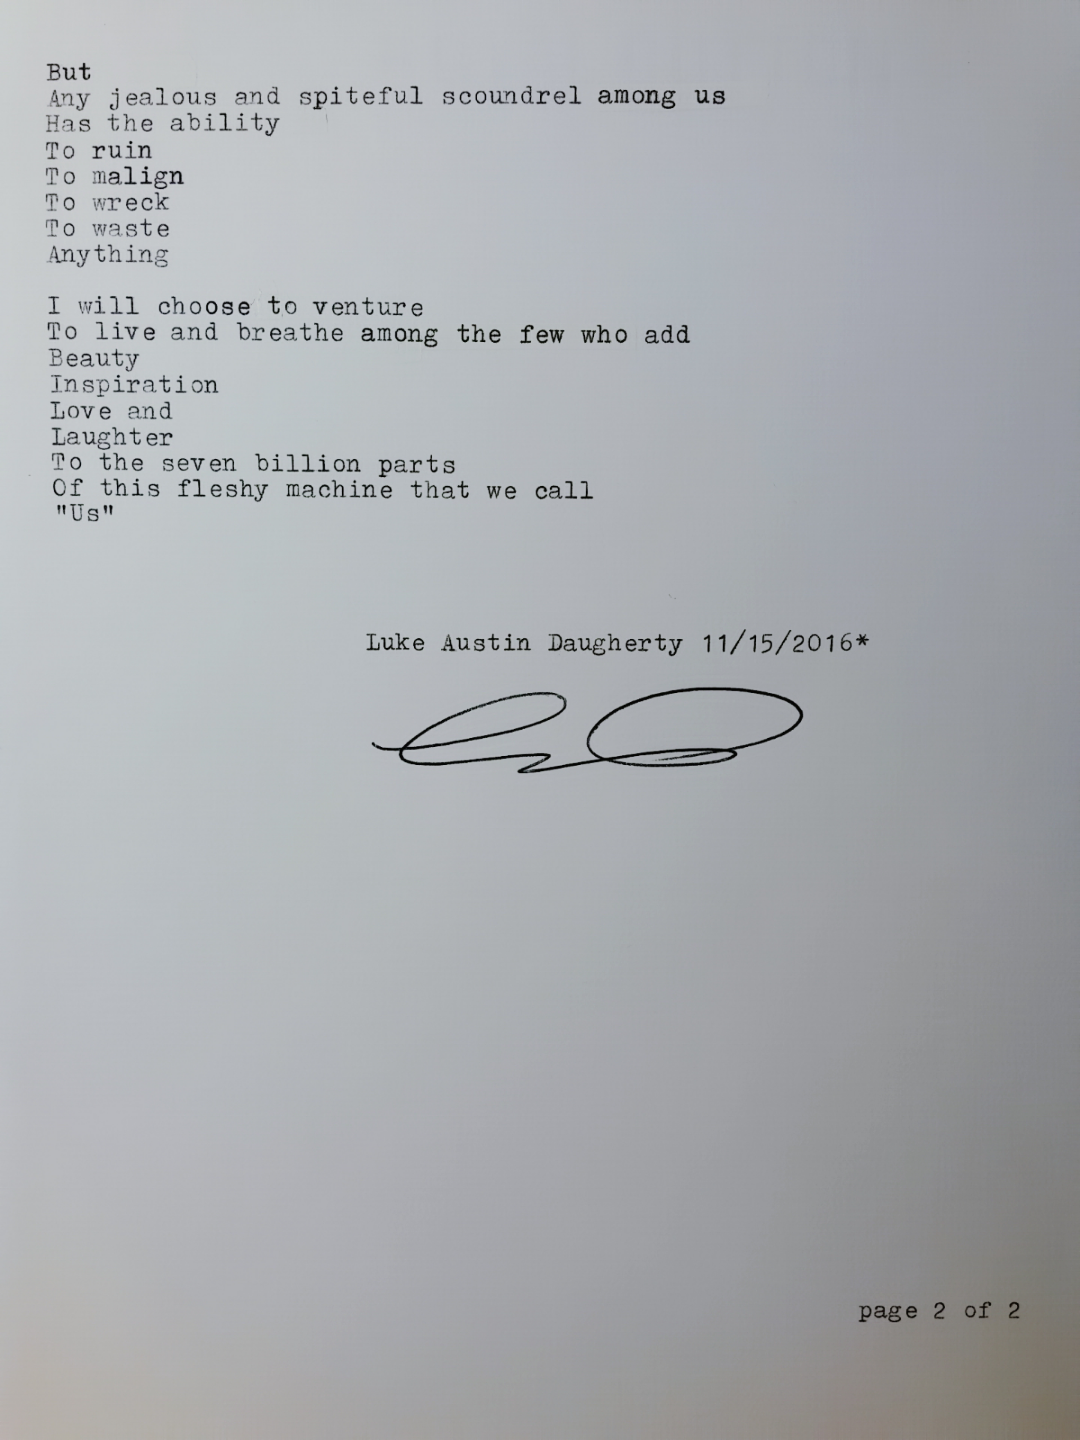 But
Any jealous and spiteful scoundrel among us
Has the ability
To ruin
To malign
To wreck
To waste
Anything
I will choose to venture
To live and breathe among the few who add
Beauty
Inspiration
Love and
Laughter
To the seven billion parts
Of this fleshy machine that we call
"Us"
Luke Austin Daugherty 11/15/2016*
page 2 of 2